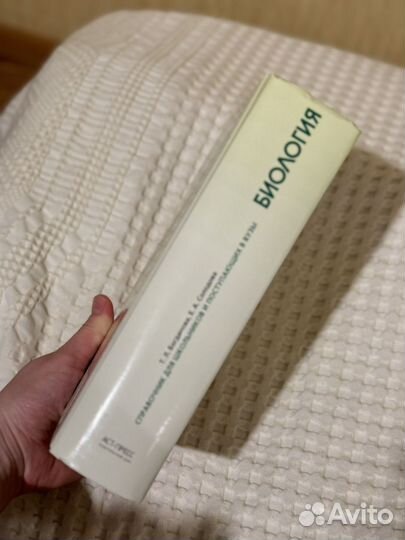 БИОЛОГИЯ
Т. Л. Богданова, Е. А. Солодова
СПРАВОЧНИК ДЛЯ ШКОЛЬНИКОВ И ПОСТУПАЮЩИХ В ВУЗЫ
АСТ-ПРЕСС
Avito